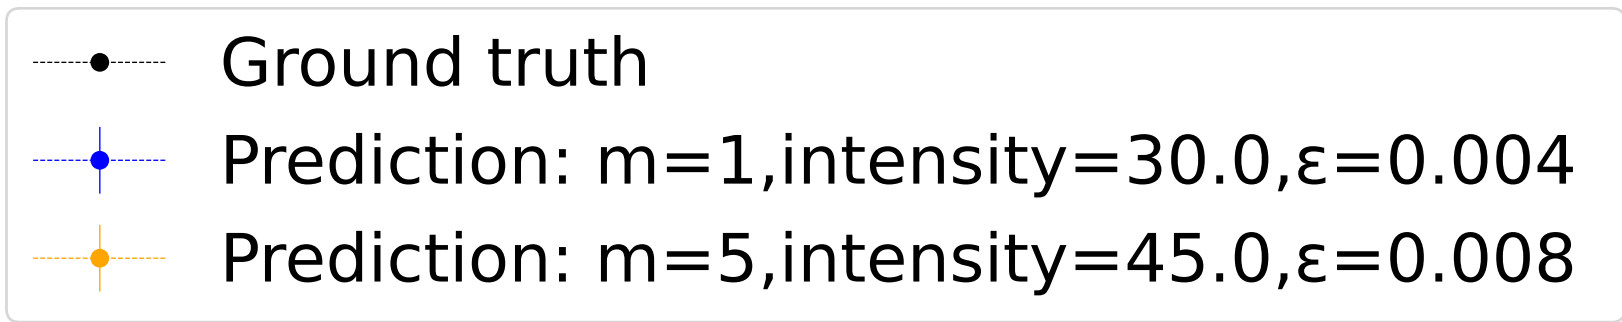 Ground truth
Prediction: m=1,intensity=30.0,ε=0.004
Prediction: m=5,intensity=45.0,ε=0.008